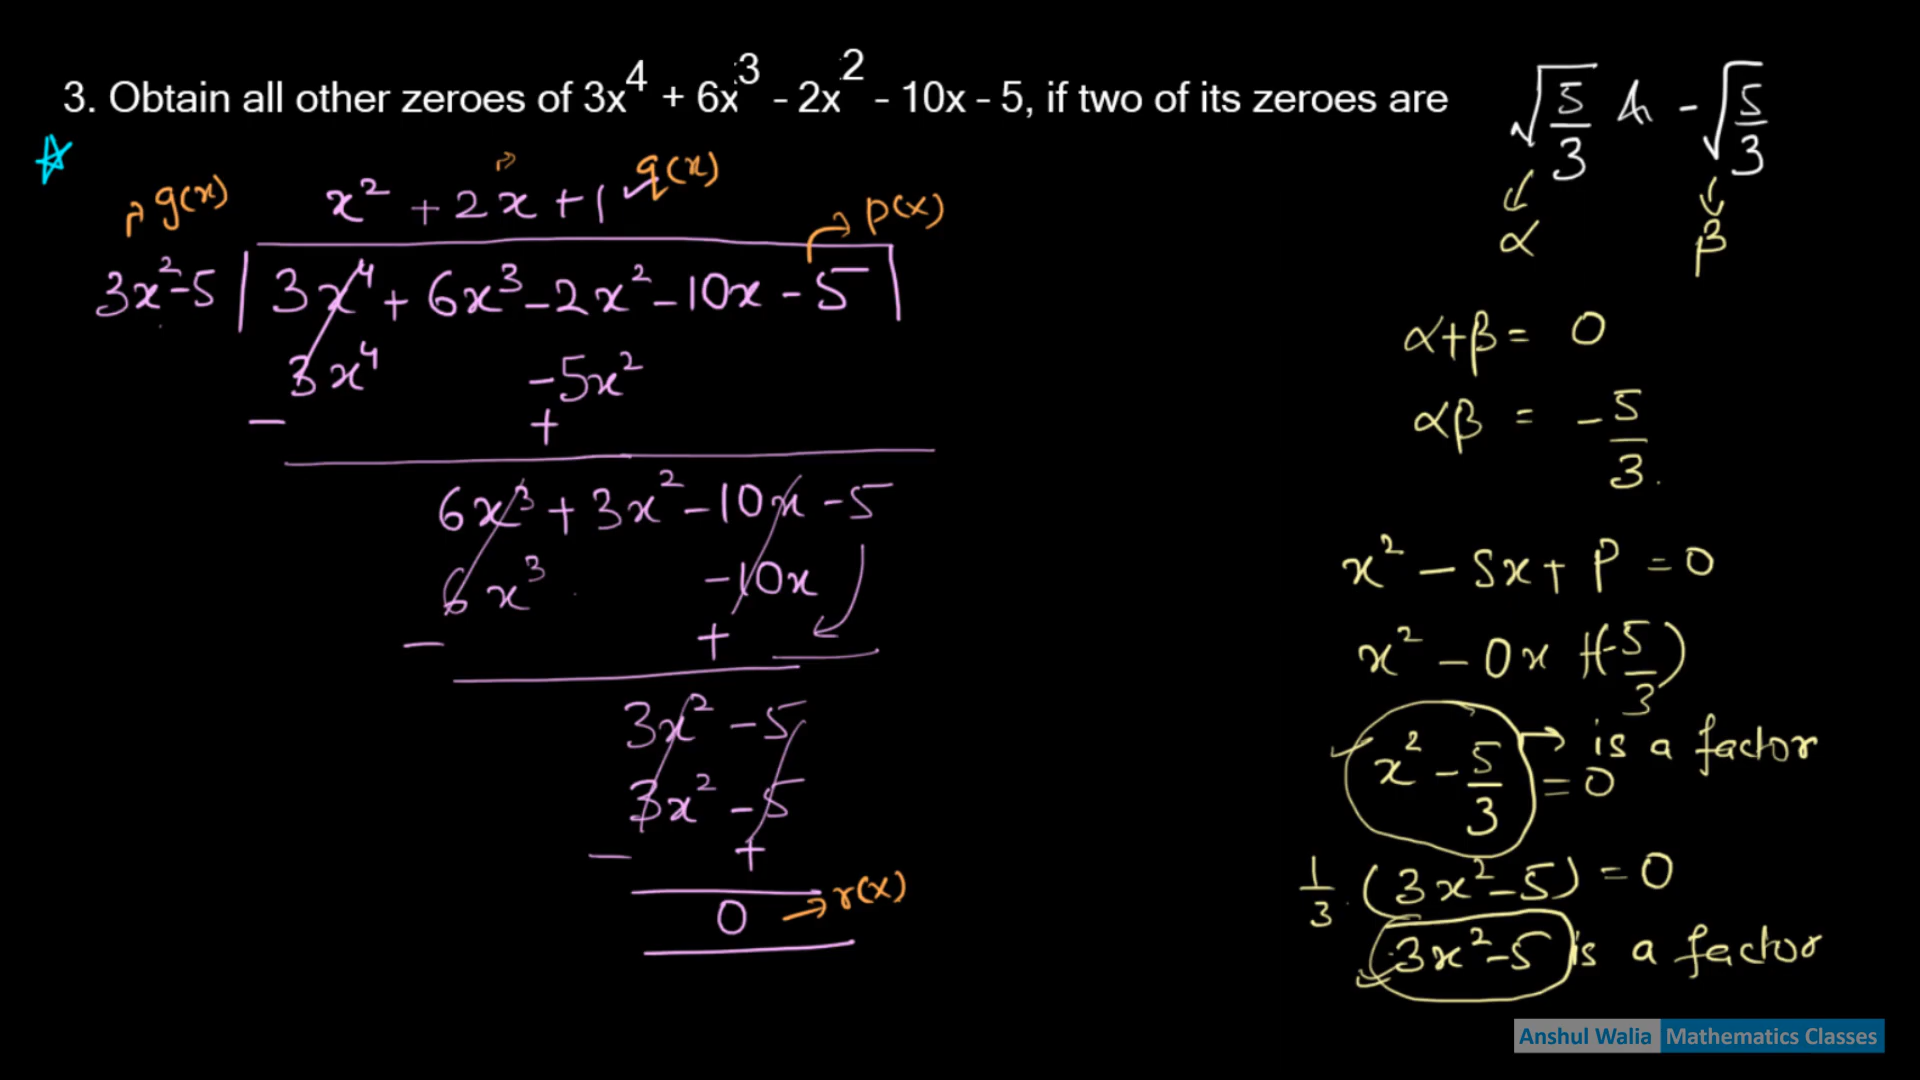 3. Obtain all other zeroes of 3x⁴ + 6x³ - 2x² - 10x - 5, if two of its zeroes are √5/3 & -√5/3
α β
g(x) x² + 2x + 1 q(x)
p(x)
3x²-5 | 3x⁴ + 6x³ - 2x² - 10x - 5
3x⁴ -5x²
- +
6x³ + 3x² - 10x - 5
6x³ -10x
- +
3x² - 5
3x² - 5
- +
0 → r(x)
α+β = 0
αβ = -5/3.
x² - Sx + P = 0
x² - 0x +(-5/3)
x² - 5/3 = 0 → is a factor
1/3 (3x²-5) = 0
3x²-5 is a factor
Anshul Walia Mathematics Classes